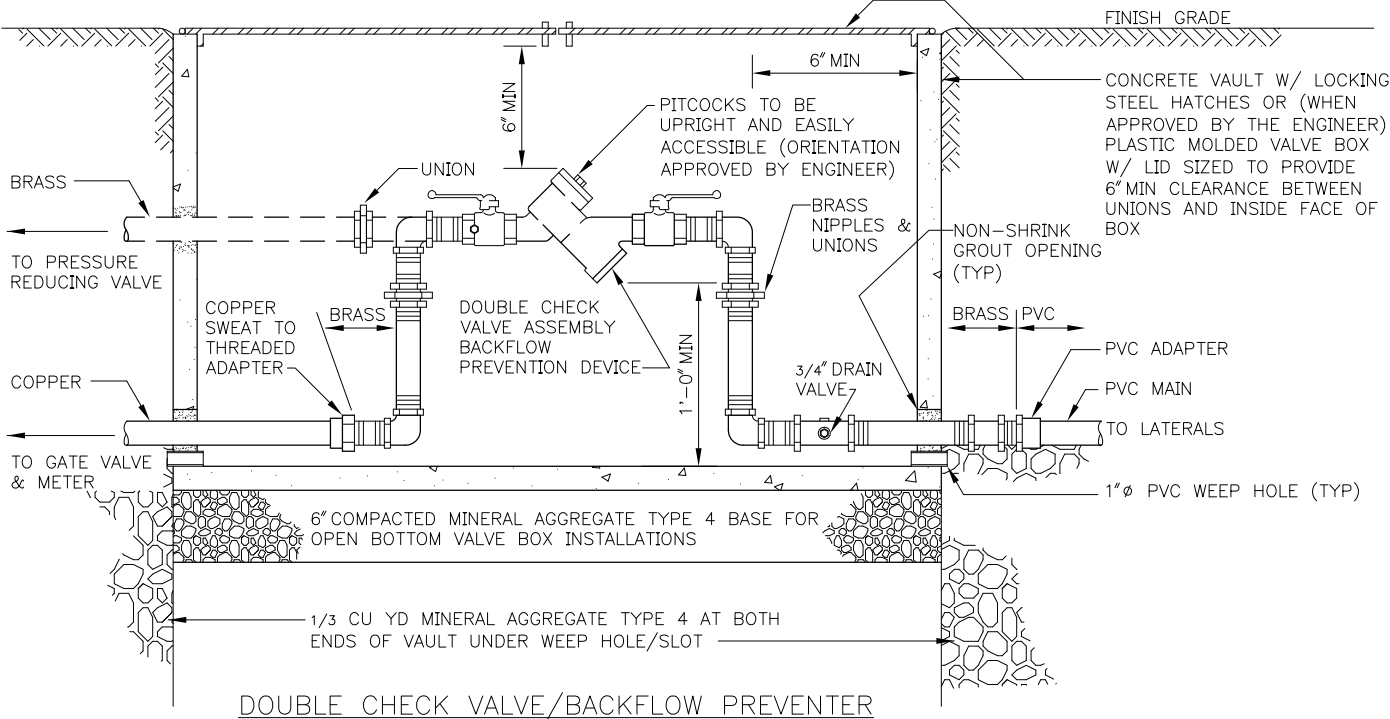 FINISH GRADE
6" MIN
6" MIN
CONCRETE VAULT W/ LOCKING
STEEL HATCHES OR (WHEN
APPROVED BY THE ENGINEER)
PLASTIC MOLDED VALVE BOX
W/ LID SIZED TO PROVIDE
6" MIN CLEARANCE BETWEEN
UNIONS AND INSIDE FACE OF
BOX
PITCOCKS TO BE
UPRIGHT AND EASILY
ACCESSIBLE (ORIENTATION
APPROVED BY ENGINEER)
UNION
BRASS
BRASS
NIPPLES &
UNIONS
NON-SHRINK
GROUT OPENING
(TYP)
TO PRESSURE
REDUCING VALVE
COPPER
SWEAT TO
THREADED
ADAPTER
BRASS
DOUBLE CHECK
VALVE ASSEMBLY
BACKFLOW
PREVENTION DEVICE
1'-0" MIN
BRASS
PVC
PVC ADAPTER
3/4" DRAIN
VALVE
COPPER
PVC MAIN
TO LATERALS
TO GATE VALVE
& METER
1"ø PVC WEEP HOLE (TYP)
6" COMPACTED MINERAL AGGREGATE TYPE 4 BASE FOR
OPEN BOTTOM VALVE BOX INSTALLATIONS
1/3 CU YD MINERAL AGGREGATE TYPE 4 AT BOTH
ENDS OF VAULT UNDER WEEP HOLE/SLOT
DOUBLE CHECK VALVE/BACKFLOW PREVENTER